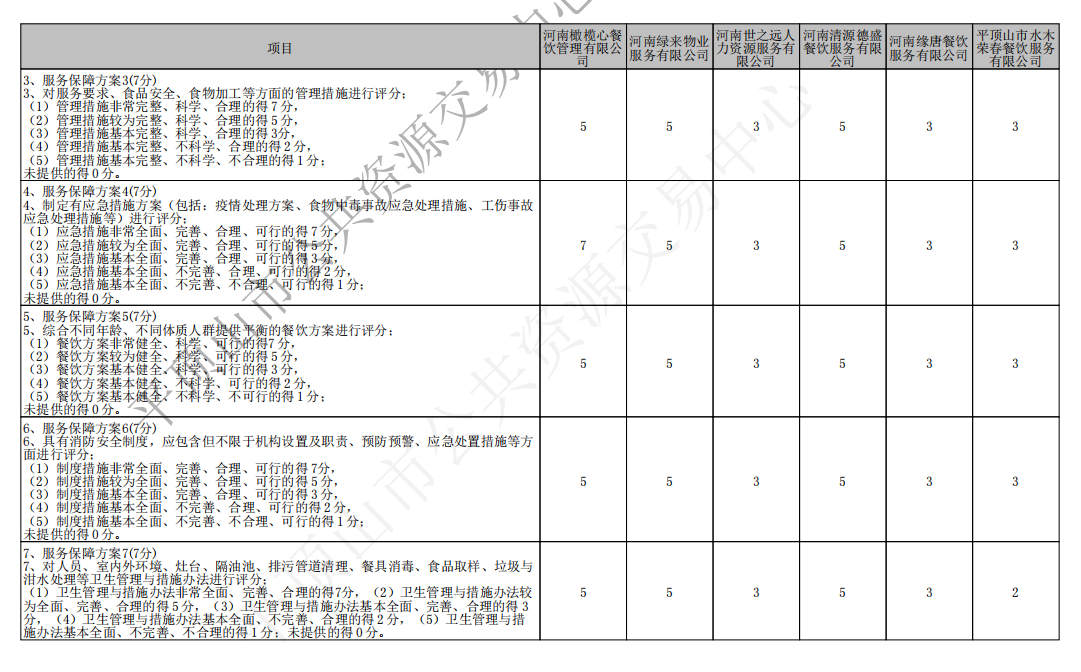 项目
河南橄榄心餐
饮管理有限公
司
河南绿来物业
服务有限公司
河南世之远人
力资源服务有
限公司
河南清源德盛
餐饮服务有限
公司
河南缘唐餐饮
服务有限公司
平顶山市水木
荣春餐饮服务
有限公司
3、服务保障方案3(7分)
3、对服务要求、食品安全、食物加工等方面的管理措施进行评分；
（1）管理措施非常完整、科学、合理的得7分，
（2）管理措施较为完整、科学、合理的得5分，
（3）管理措施基本完整、科学、合理的得3分，
（4）管理措施基本完整、不科学、合理的得2分，
（5）管理措施基本完整、不科学、不合理的得1分；
未提供的得0分。
5 5 3 5 3 3
4、服务保障方案4(7分)
4、制定有应急措施方案（包括：疫情处理方案、食物中毒事故应急处理措施、工伤事故
应急处理措施等）进行评分；
（1）应急措施非常全面、完善、合理、可行的得7分，
（2）应急措施较为全面、完善、合理、可行的得5分，
（3）应急措施基本全面、完善、合理、可行的得3分，
（4）应急措施基本全面、不完善、合理、可行的得2分，
（5）应急措施基本全面、不完善、不合理、可行的得1分；
未提供的得0分。
7 5 3 5 3 3
5、服务保障方案5(7分)
5、综合不同年龄、不同体质人群提供平衡的餐饮方案进行评分；
（1）餐饮方案非常健全、科学、可行的得7分，
（2）餐饮方案较为健全、科学、可行的得5分，
（3）餐饮方案基本健全、科学、可行的得3分，
（4）餐饮方案基本健全、不科学、可行的得2分，
（5）餐饮方案基本健全、不科学、不可行的得1分；
未提供的得0分。
5 5 3 5 3 3
6、服务保障方案6(7分)
6、具有消防安全制度，应包含但不限于机构设置及职责、预防预警、应急处置措施等方
面进行评分；
（1）制度措施非常全面、完善、合理、可行的得7分，
（2）制度措施较为全面、完善、合理、可行的得5分，
（3）制度措施基本全面、完善、合理、可行的得3分，
（4）制度措施基本全面、不完善、合理、可行的得2分，
（5）制度措施基本全面、不完善、不合理、可行的得1分；
未提供的得0分。
5 5 3 5 3 3
7、服务保障方案7(7分)
7、对人员、室内外环境、灶台、隔油池、排污管道清理、餐具消毒、食品取样、垃圾与
泔水处理等卫生管理与措施办法进行评分；
（1）卫生管理与措施办法非常全面、完善、合理的得7分，（2）卫生管理与措施办法较
为全面、完善、合理的得5分，（3）卫生管理与措施办法基本全面、完善、合理的得3
分，（4）卫生管理与措施办法基本全面、不完善、合理的得2分，（5）卫生管理与措
施办法基本全面、不完善、不合理的得1分；未提供的得0分。
5 5 3 5 3 2
平顶山市公共资源交易中心
平顶山市公共资源交易中心